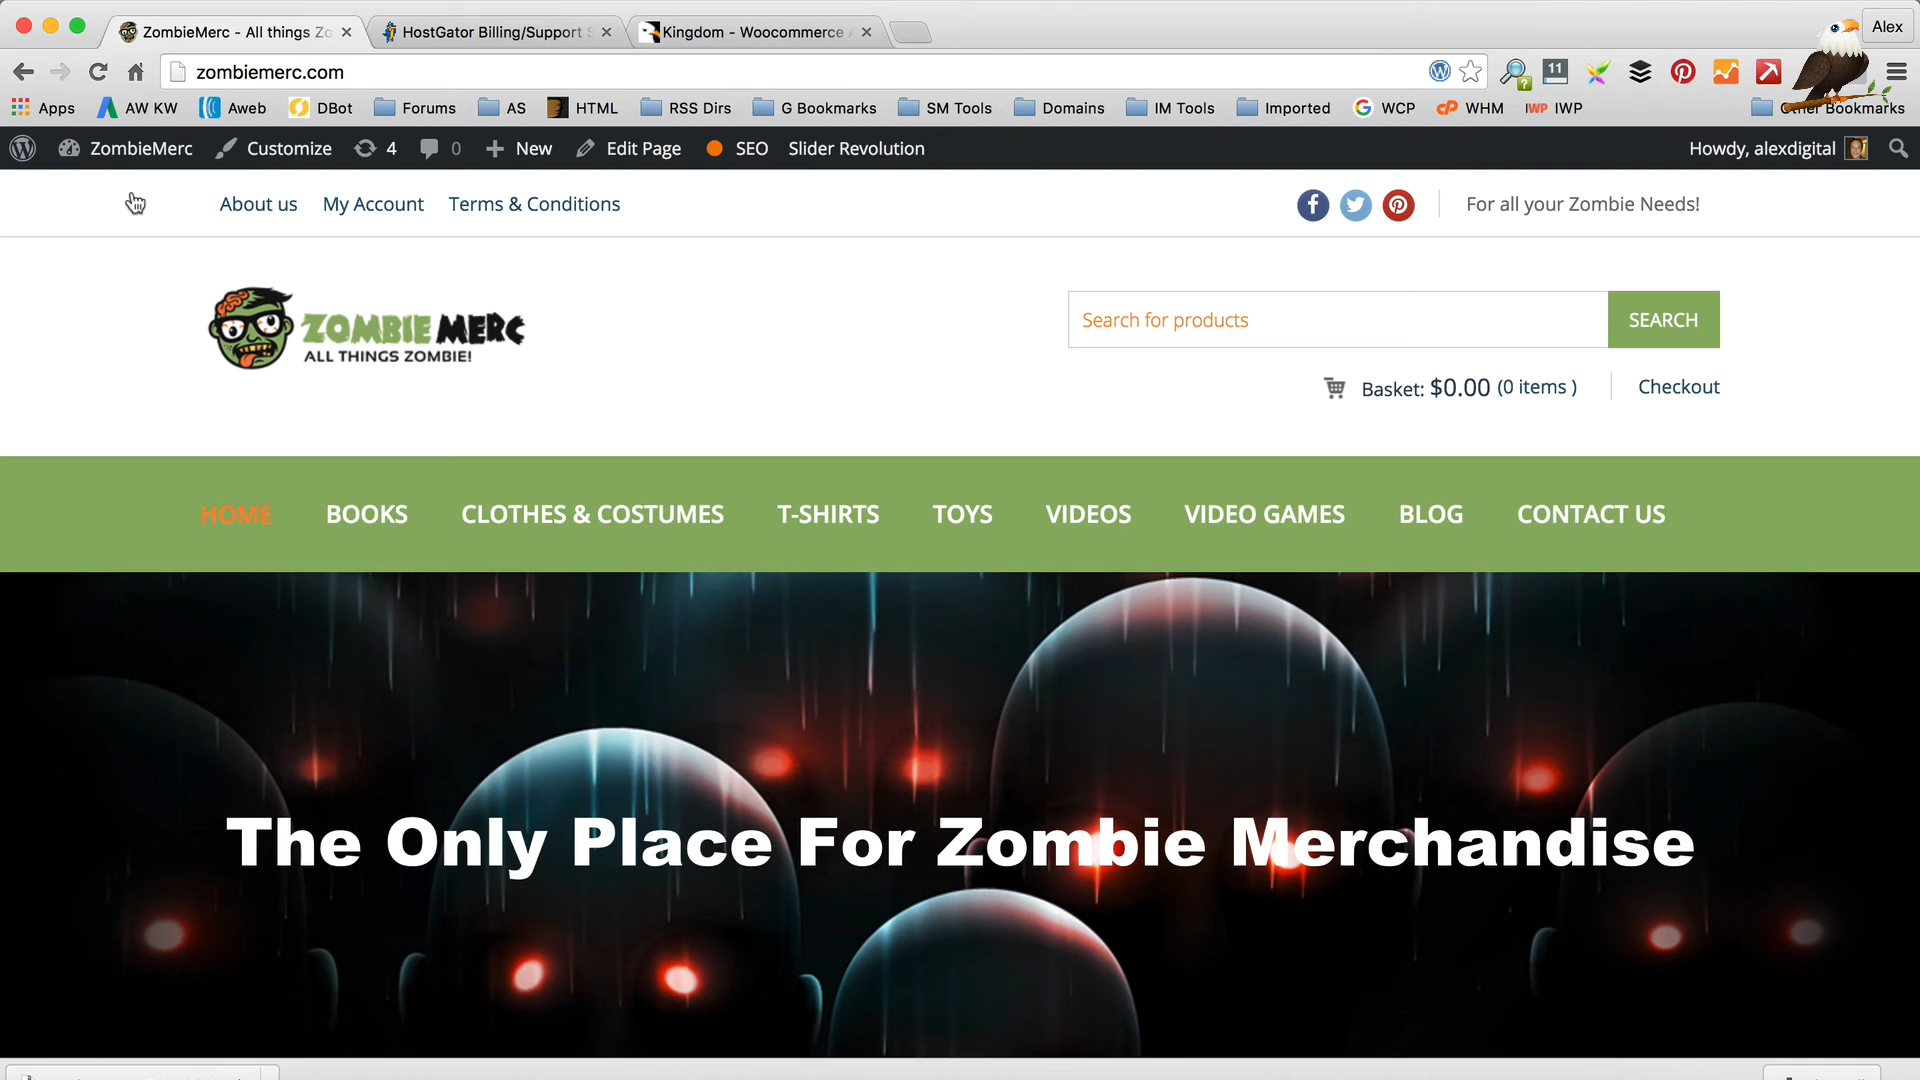 ZombieMerc - All things Zo
HostGator Billing/Support S
Kingdom - Woocommerce A
Alex
zombiemerc.com
11
Apps AW KW Aweb DBot Forums AS HTML RSS Dirs G Bookmarks SM Tools Domains IM Tools Imported WCP WHM IWP IWP Other Bookmarks
ZombieMerc Customize 4 0 New Edit Page SEO Slider Revolution Howdy, alexdigital
About us My Account Terms & Conditions For all your Zombie Needs!
ZOMBIE MERC
ALL THINGS ZOMBIE!
Search for products SEARCH
Basket: $0.00 (0 items ) Checkout
HOME BOOKS CLOTHES & COSTUMES T-SHIRTS TOYS VIDEOS VIDEO GAMES BLOG CONTACT US
The Only Place For Zombie Merchandise